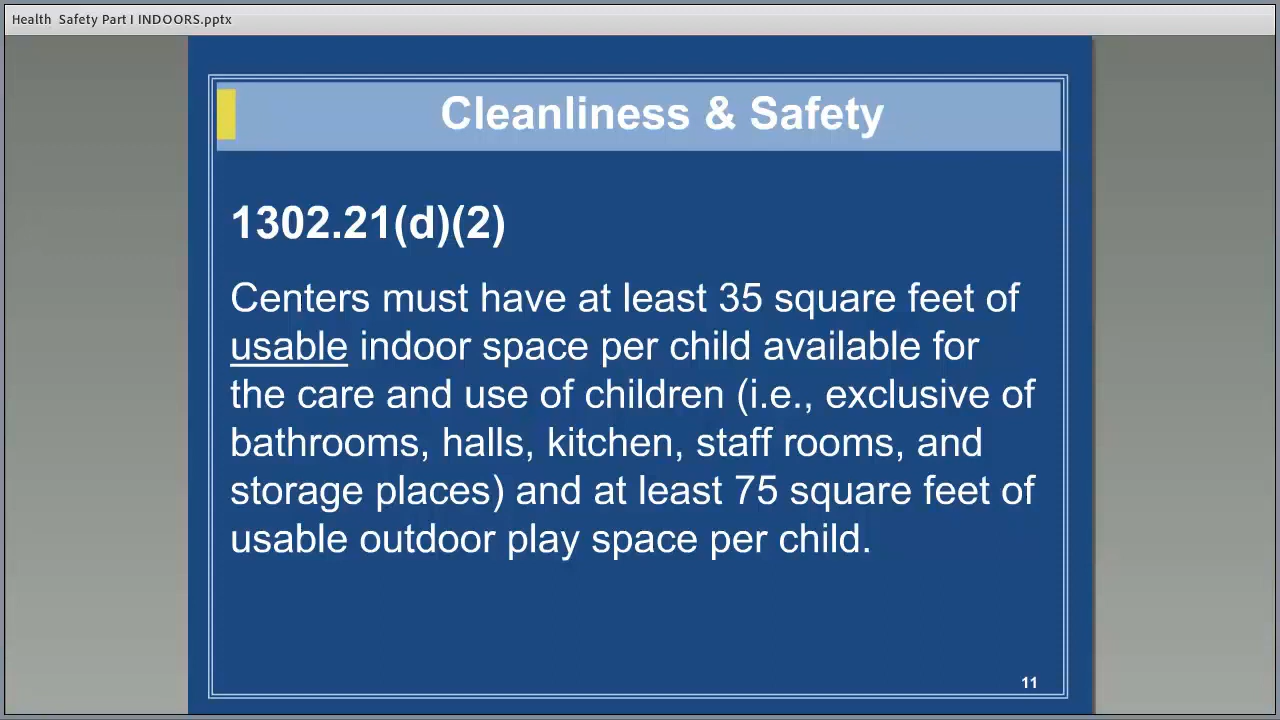 Health Safety Part I INDOORS.pptx
Cleanliness & Safety
1302.21(d)(2)
Centers must have at least 35 square feet of
usable indoor space per child available for
the care and use of children (i.e., exclusive of
bathrooms, halls, kitchen, staff rooms, and
storage places) and at least 75 square feet of
usable outdoor play space per child.
11